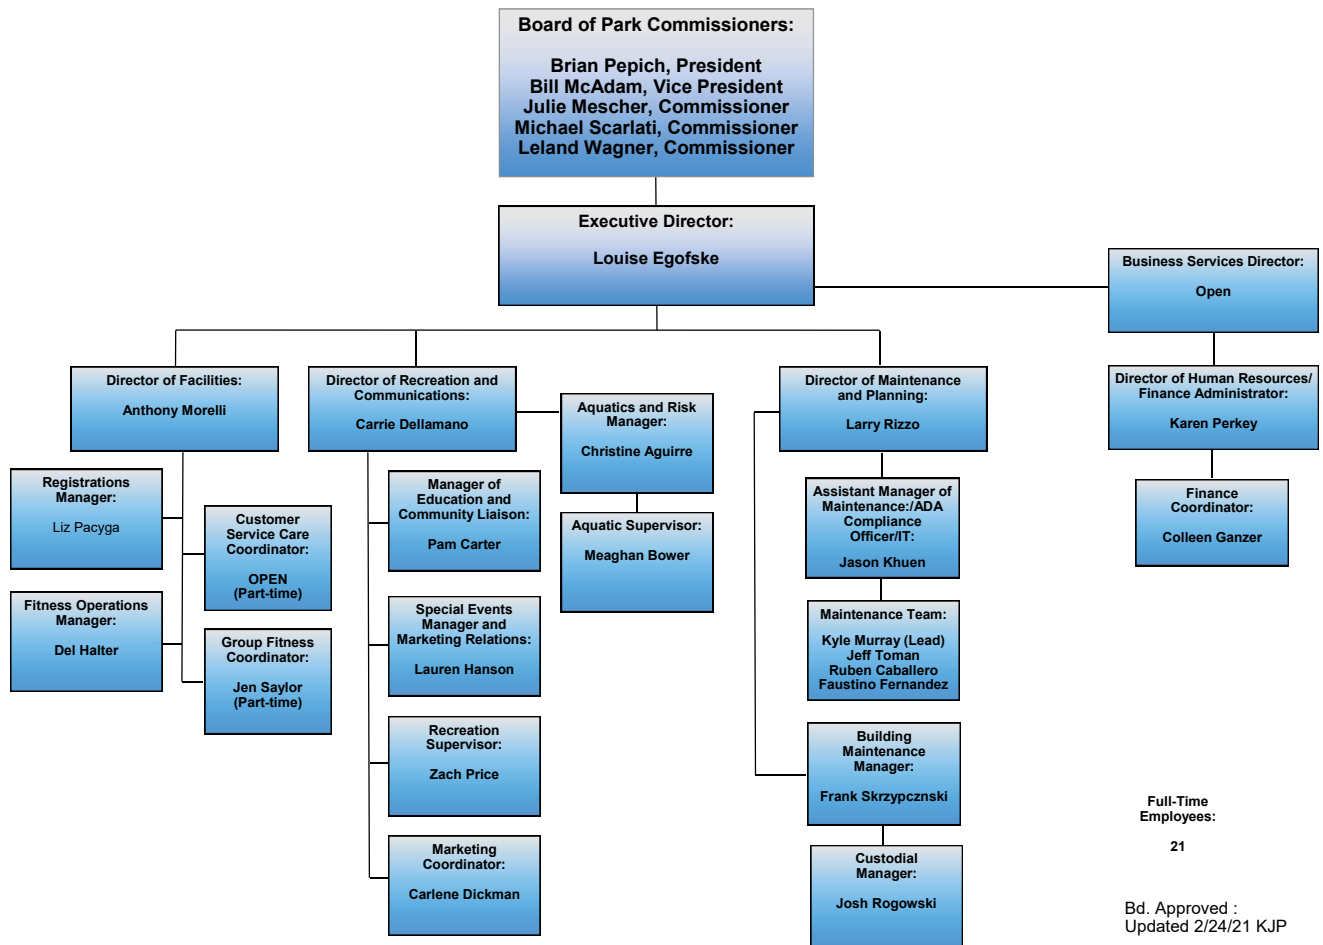 Board of Park Commissioners:
Brian Pepich, President
Bill McAdam, Vice President
Julie Mescher, Commissioner
Michael Scarlati, Commissioner
Leland Wagner, Commissioner
Executive Director:
Louise Egofske
Business Services Director:
Open
Director of Facilities:
Anthony Morelli
Director of Recreation and
Communications:
Carrie Dellamano
Director of Maintenance
and Planning:
Larry Rizzo
Director of Human Resources/
Finance Administrator:
Karen Perkey
Registrations
Manager:
Liz Pacyga
Customer
Service Care
Coordinator:
OPEN
(Part-time)
Fitness Operations
Manager:
Del Halter
Group Fitness
Coordinator:
Jen Saylor
(Part-time)
Manager of
Education and
Community Liaison:
Pam Carter
Special Events
Manager and
Marketing Relations:
Lauren Hanson
Recreation
Supervisor:
Zach Price
Marketing
Coordinator:
Carlene Dickman
Aquatics and Risk
Manager:
Christine Aguirre
Aquatic Supervisor:
Meaghan Bower
Assistant Manager of
Maintenance:/ADA
Compliance
Officer/IT:
Jason Khuen
Maintenance Team:
Kyle Murray (Lead)
Jeff Toman
Ruben Caballero
Faustino Fernandez
Building
Maintenance
Manager:
Frank Skrzypcznski
Custodial
Manager:
Josh Rogowski
Finance
Coordinator:
Colleen Ganzer
Full-Time
Employees:
21
Bd. Approved :
Updated 2/24/21 KJP